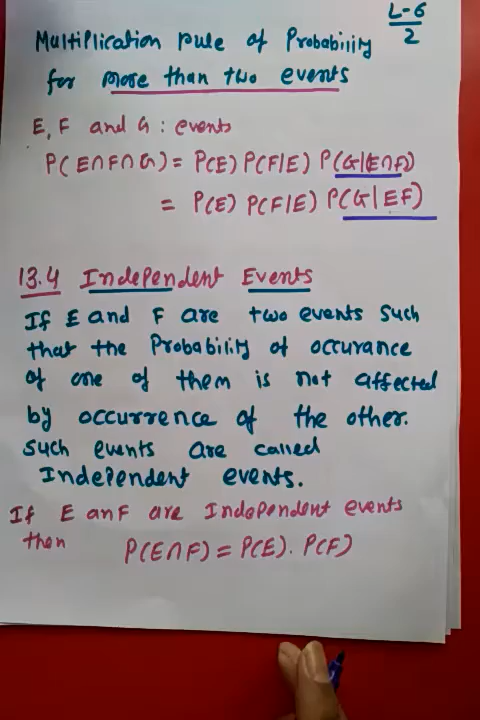 L-6
2
Multiplication rule of Probability
for more than two events
E, F and G : events
P(E∩F∩G) = P(E) P(F|E) P(G|E∩F)
= P(E) P(F|E) P(G|EF)
13.4 Independent Events
If E and F are two events such
that the Probability of occurance
of one of them is not affected
by occurrence of the other.
Such events are called
Independent events.
If E anF are Independent events
then P(E∩F) = P(E). P(F)